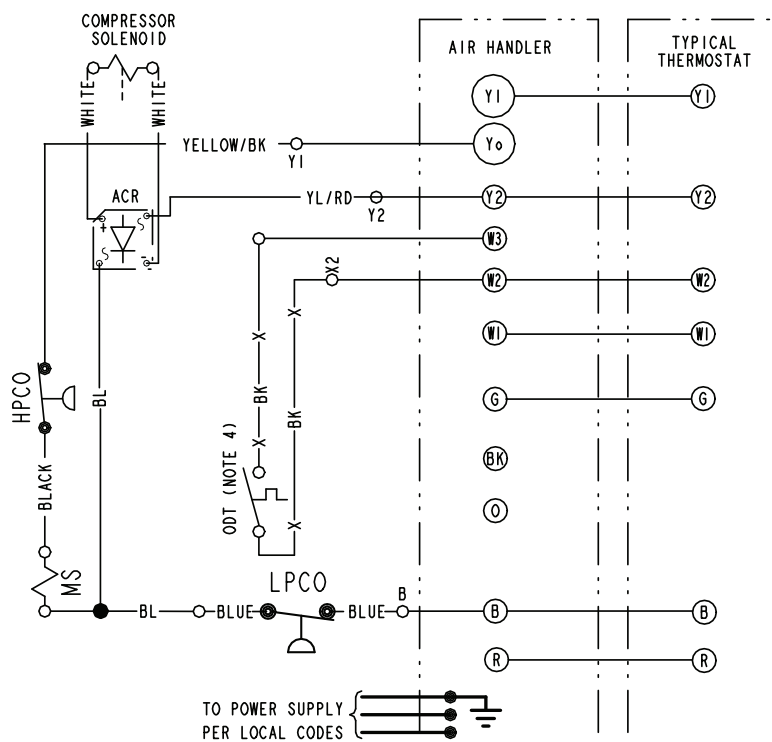 COMPRESSOR
SOLENOID
AIR HANDLER
TYPICAL
THERMOSTAT
WHITE
WHITE
Y1
Y1
YELLOW/BK
Y1
Yo
ACR
YL/RD
Y2
Y2
Y2
+
-
W3
X2
W2
W2
X
X
W1
W1
HPCO
BL
BK
BK
G
G
X
ODT (NOTE 4)
BK
BLACK
X
O
MS
LPCO
BL
BLUE
BLUE
B
B
B
R
R
TO POWER SUPPLY
PER LOCAL CODES